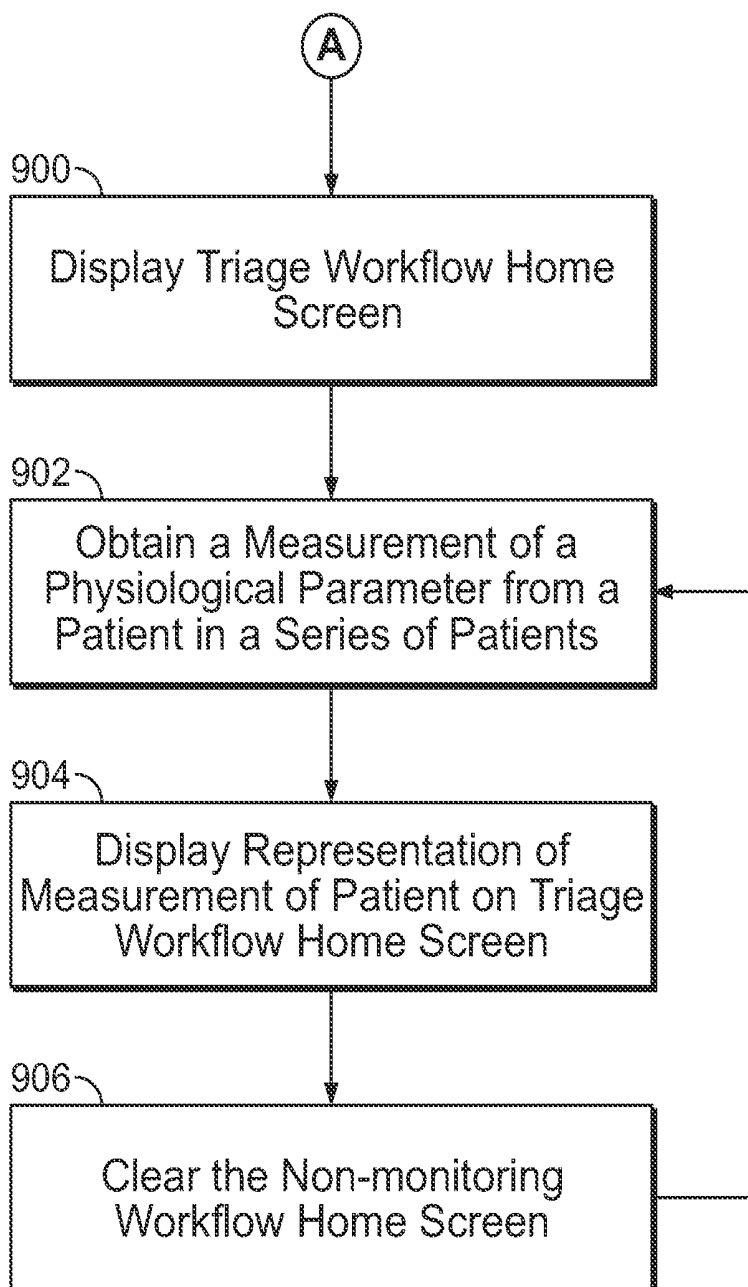 A
900
Display Triage Workflow Home
Screen
902
Obtain a Measurement of a
Physiological Parameter from a
Patient in a Series of Patients
904
Display Representation of
Measurement of Patient on Triage
Workflow Home Screen
906
Clear the Non-monitoring
Workflow Home Screen